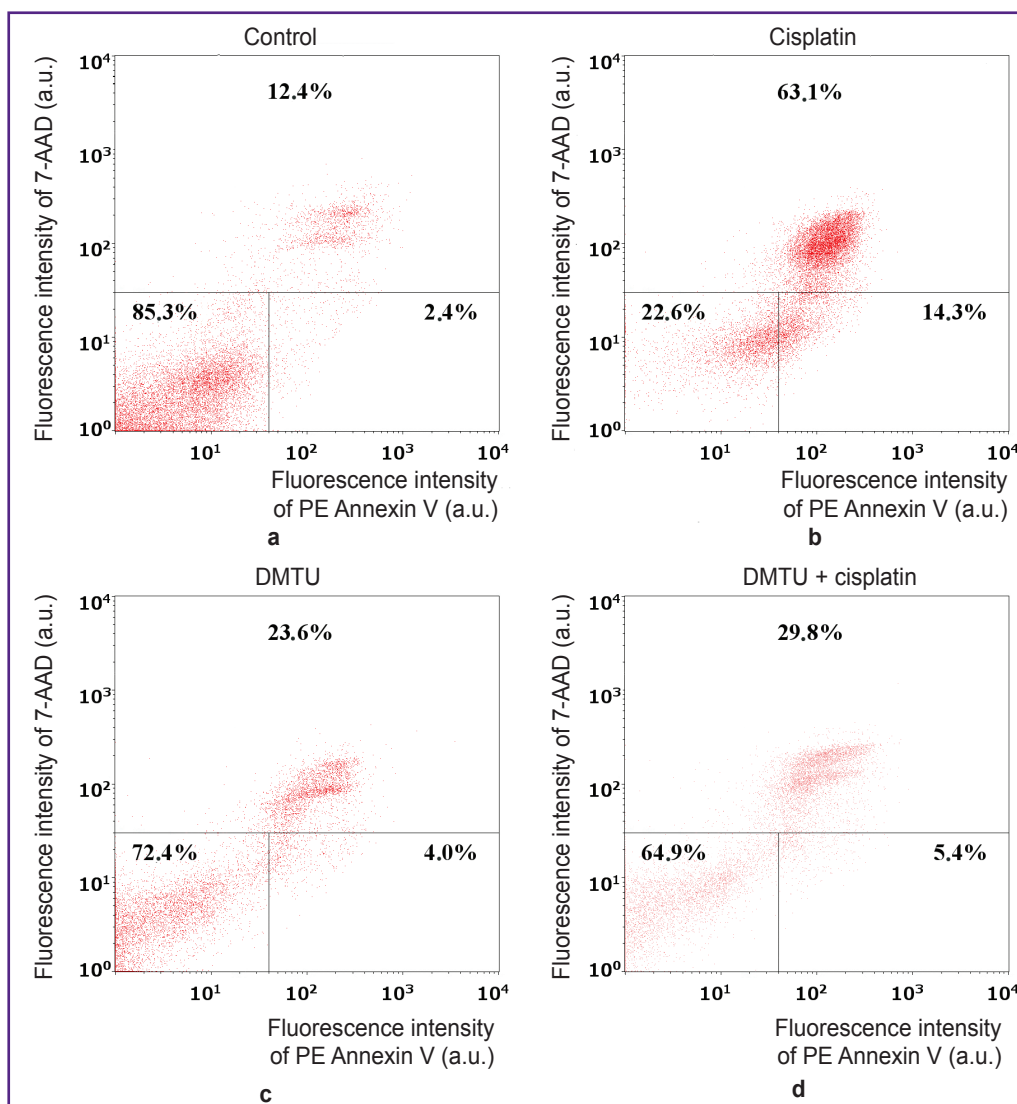 Control
Fluorescence intensity of 7-AAD (a.u.)
10⁴
10³
10²
10¹
10⁰
12.4%
85.3%
2.4%
10¹
10²
10³
10⁴
Fluorescence intensity
of PE Annexin V (a.u.)
a
Cisplatin
Fluorescence intensity of 7-AAD (a.u.)
10⁴
10³
10²
10¹
10⁰
63.1%
22.6%
14.3%
10¹
10²
10³
10⁴
Fluorescence intensity
of PE Annexin V (a.u.)
b
DMTU
Fluorescence intensity of 7-AAD (a.u.)
10⁴
10³
10²
10¹
10⁰
23.6%
72.4%
4.0%
10¹
10²
10³
10⁴
Fluorescence intensity
of PE Annexin V (a.u.)
c
DMTU + cisplatin
Fluorescence intensity of 7-AAD (a.u.)
10⁴
10³
10²
10¹
10⁰
29.8%
64.9%
5.4%
10¹
10²
10³
10⁴
Fluorescence intensity
of PE Annexin V (a.u.)
d